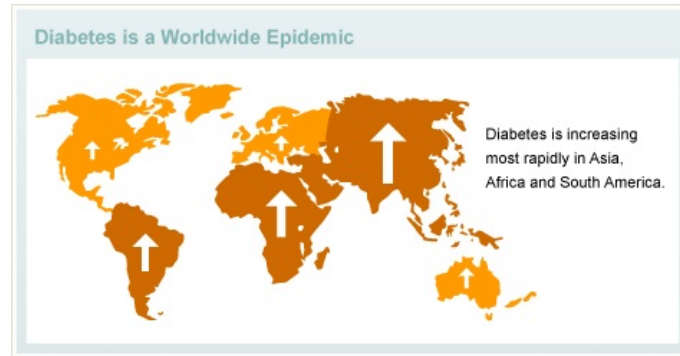 Diabetes is a Worldwide Epidemic
Diabetes is increasing
most rapidly in Asia,
Africa and South America.